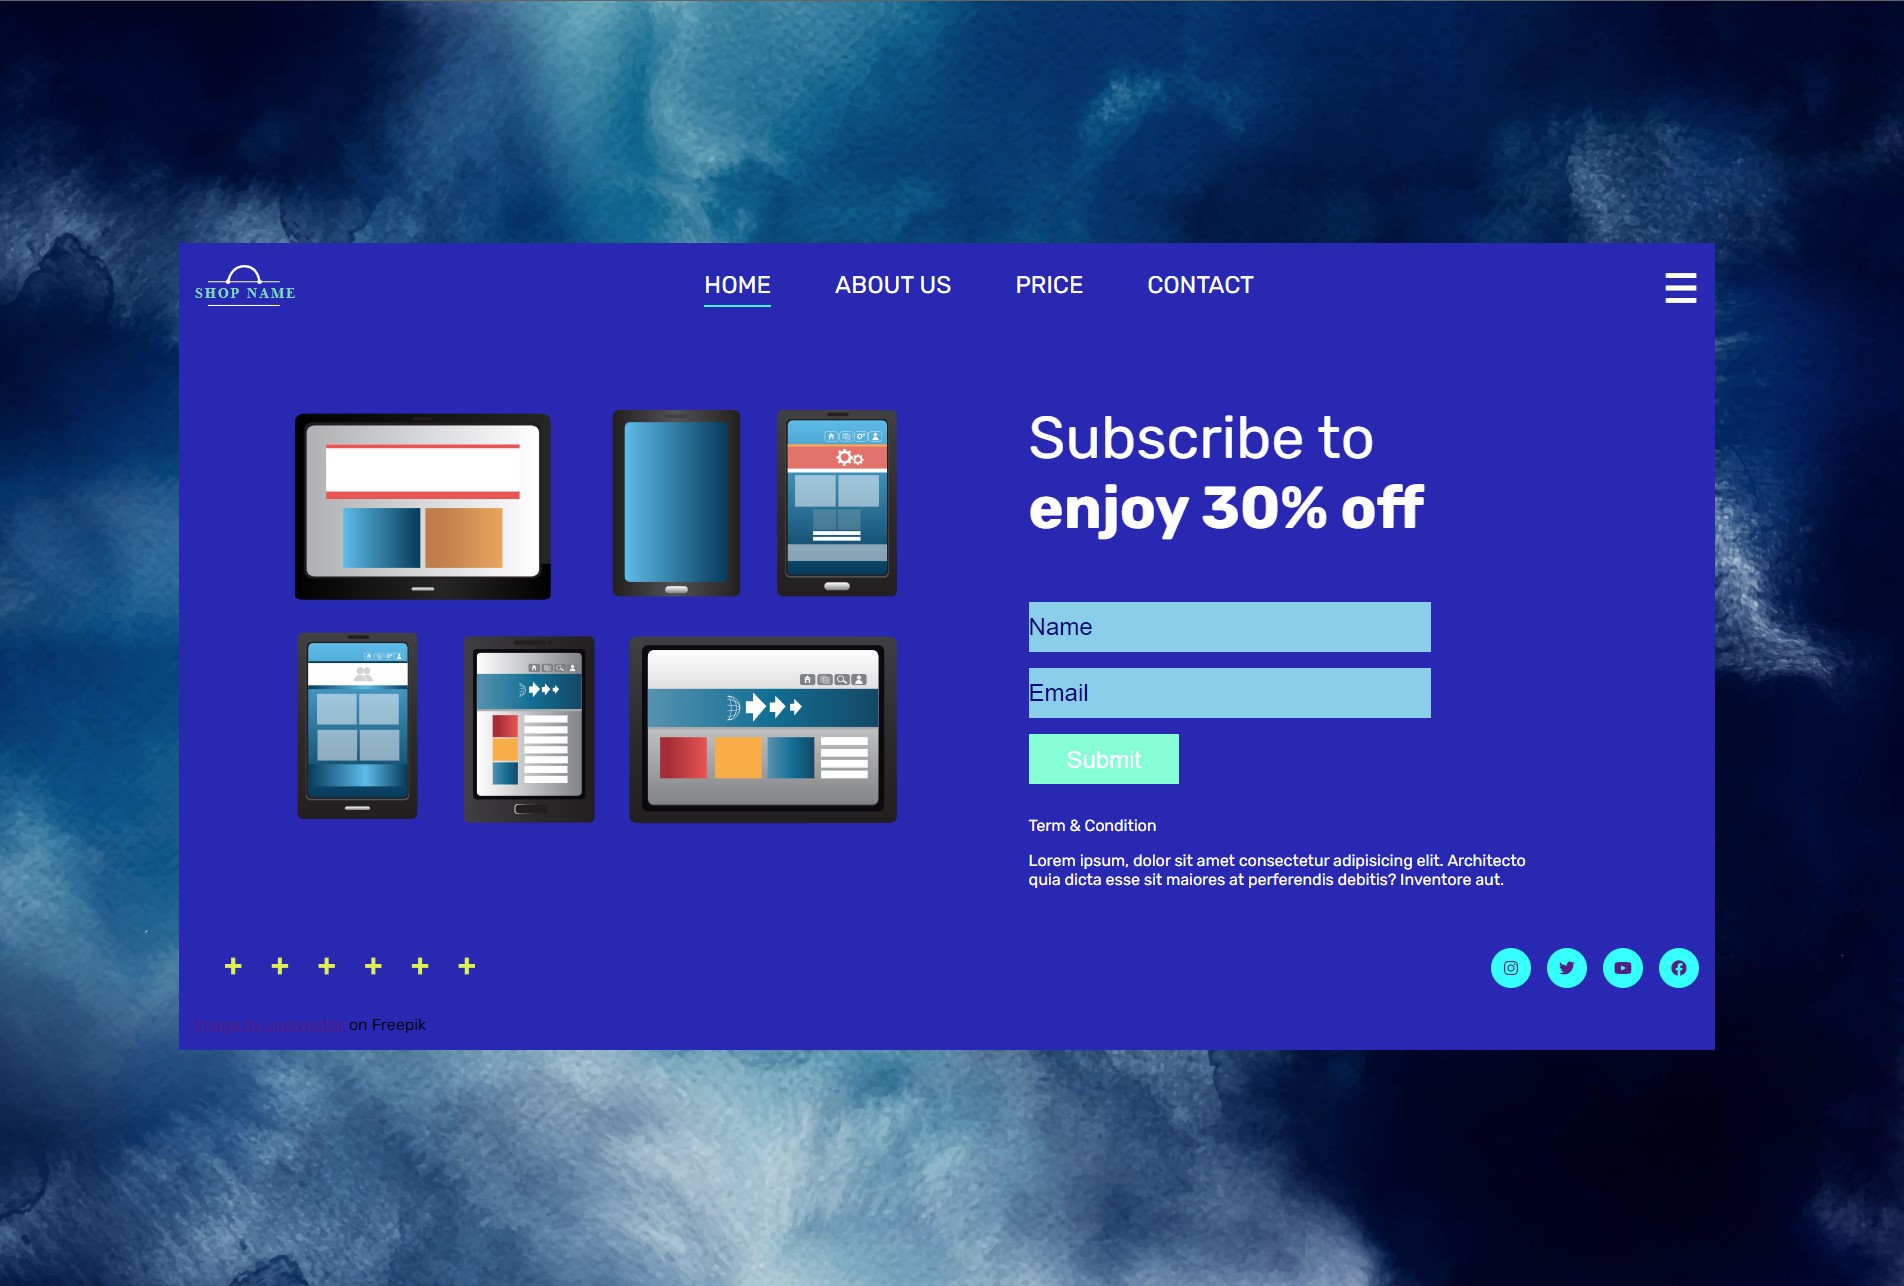 SHOP NAME
HOME ABOUT US PRICE CONTACT
Subscribe to
enjoy 30% off
Name
Email
Submit
Term & Condition
Lorem ipsum, dolor sit amet consectetur adipisicing elit. Architecto
quia dicta esse sit maiores at perferendis debitis? Inventore aut.
Image by on Freepik